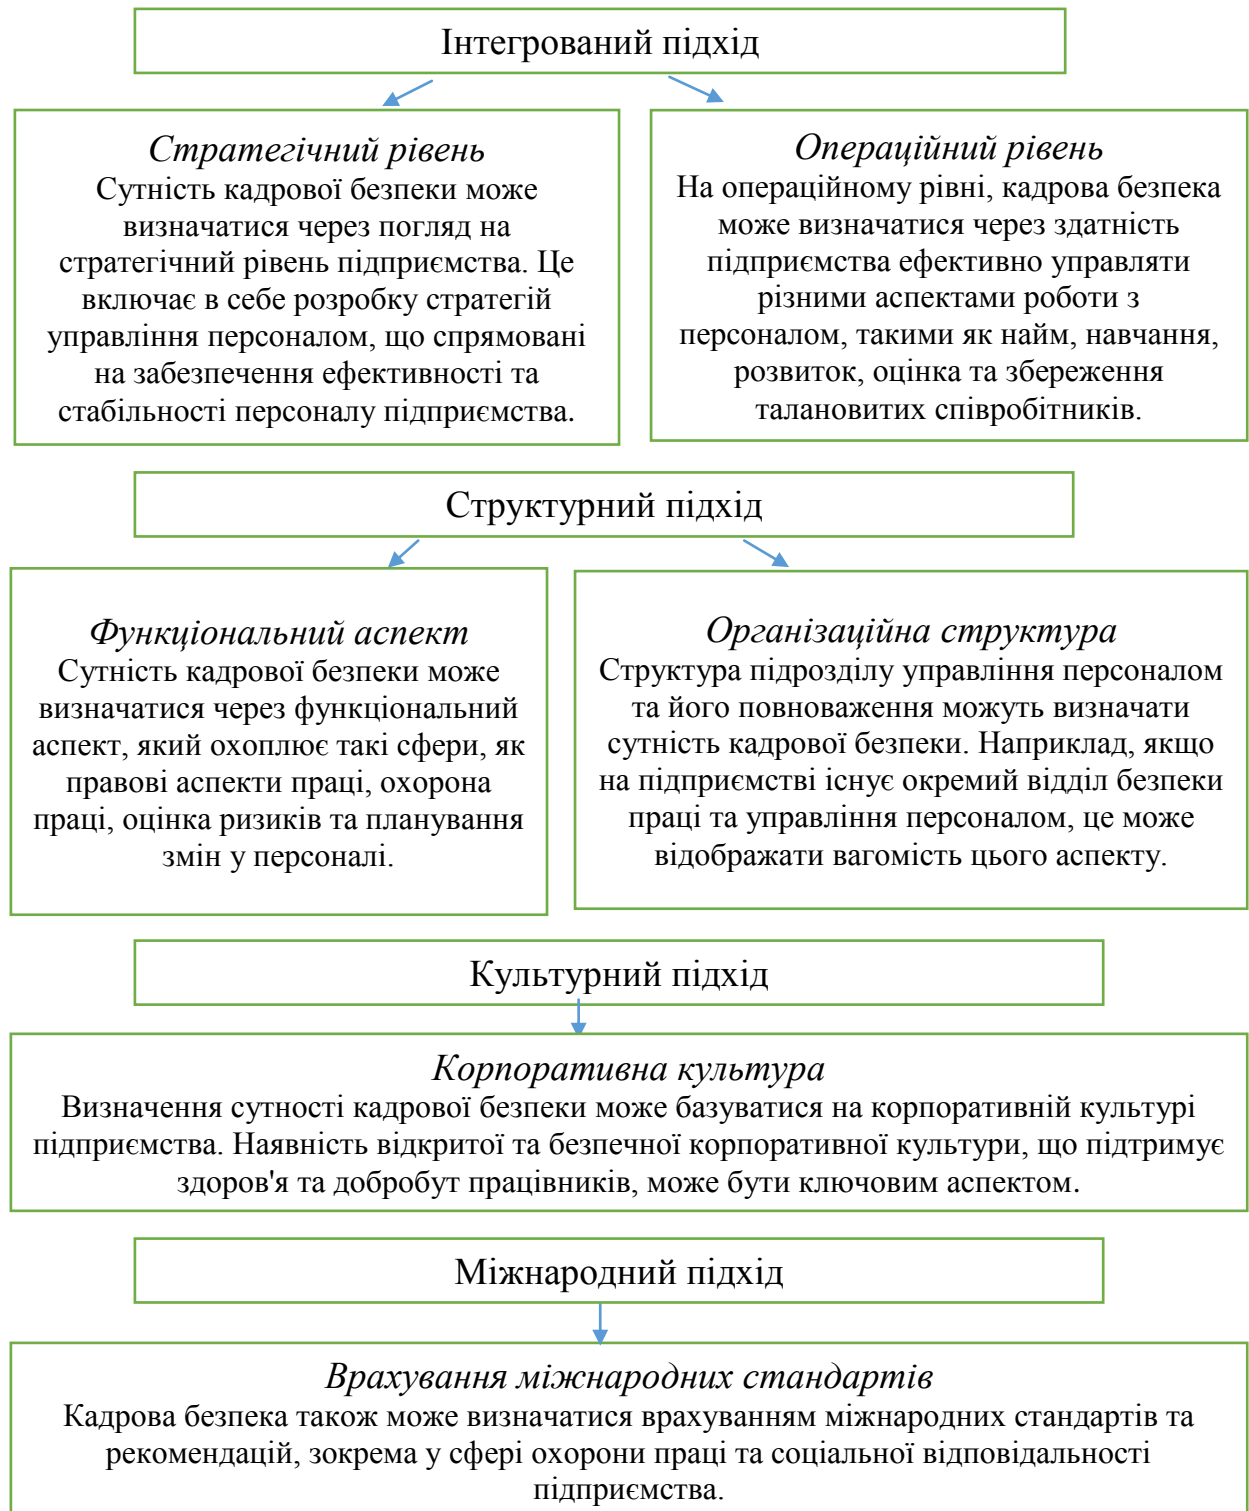 Інтегрований підхід
Стратегічний рівень
Сутність кадрової безпеки може
визначатися через погляд на
стратегічний рівень підприємства. Це
включає в себе розробку стратегій
управління персоналом, що спрямовані
на забезпечення ефективності та
стабільності персоналу підприємства.
Операційний рівень
На операційному рівні, кадрова безпека
може визначатися через здатність
підприємства ефективно управляти
різними аспектами роботи з
персоналом, такими як найм, навчання,
розвиток, оцінка та збереження
талановитих співробітників.
Структурний підхід
Функціональний аспект
Сутність кадрової безпеки може
визначатися через функціональний
аспект, який охоплює такі сфери, як
правові аспекти праці, охорона
праці, оцінка ризиків та планування
змін у персоналі.
Організаційна структура
Структура підрозділу управління персоналом
та його повноваження можуть визначати
сутність кадрової безпеки. Наприклад, якщо
на підприємстві існує окремий відділ безпеки
праці та управління персоналом, це може
відображати вагомість цього аспекту.
Культурний підхід
Корпоративна культура
Визначення сутності кадрової безпеки може базуватися на корпоративній культурі
підприємства. Наявність відкритої та безпечної корпоративної культури, що підтримує
здоров'я та добробут працівників, може бути ключовим аспектом.
Міжнародний підхід
Врахування міжнародних стандартів
Кадрова безпека також може визначатися врахуванням міжнародних стандартів та
рекомендацій, зокрема у сфері охорони праці та соціальної відповідальності
підприємства.